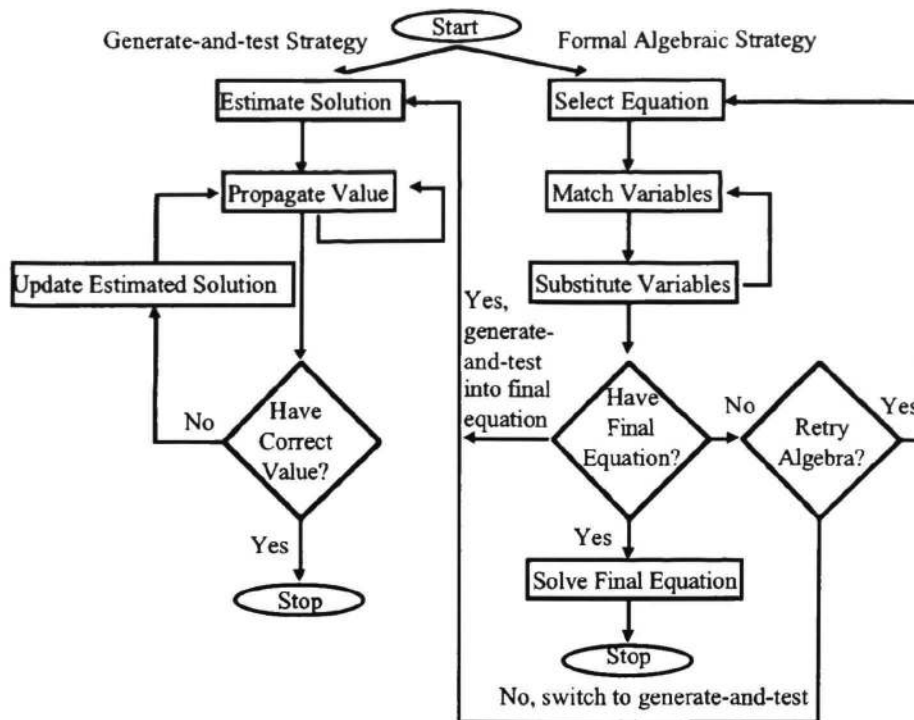 Start
Generate-and-test Strategy
Formal Algebraic Strategy
Estimate Solution
Select Equation
Propagate Value
Match Variables
Update Estimated Solution
Substitute Variables
Yes,
generate-
and-test
into final
equation
No
Have
Correct
Value?
Have
Final
Equation?
No
Retry
Algebra?
Yes
Yes
Stop
Yes
Solve Final Equation
Stop
No, switch to generate-and-test